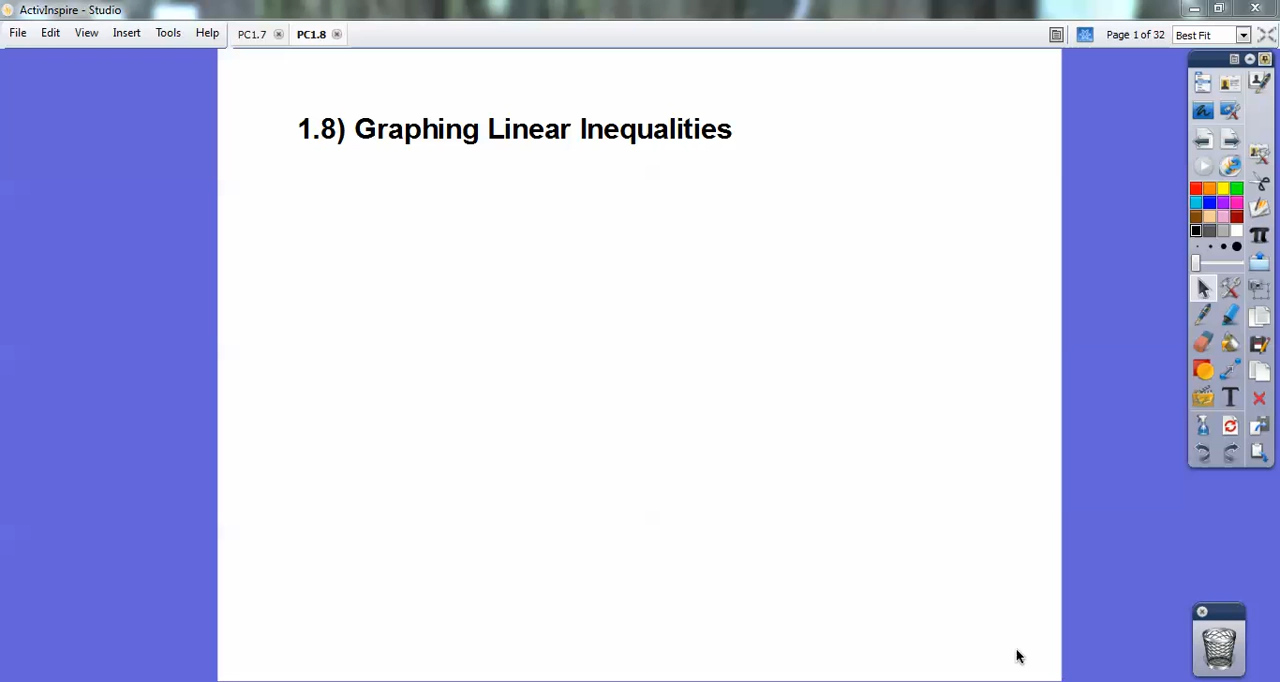 ActivInspire - Studio
File Edit View Insert Tools Help PC1.7 PC1.8 Page 1 of 32 Best Fit
1.8) Graphing Linear Inequalities